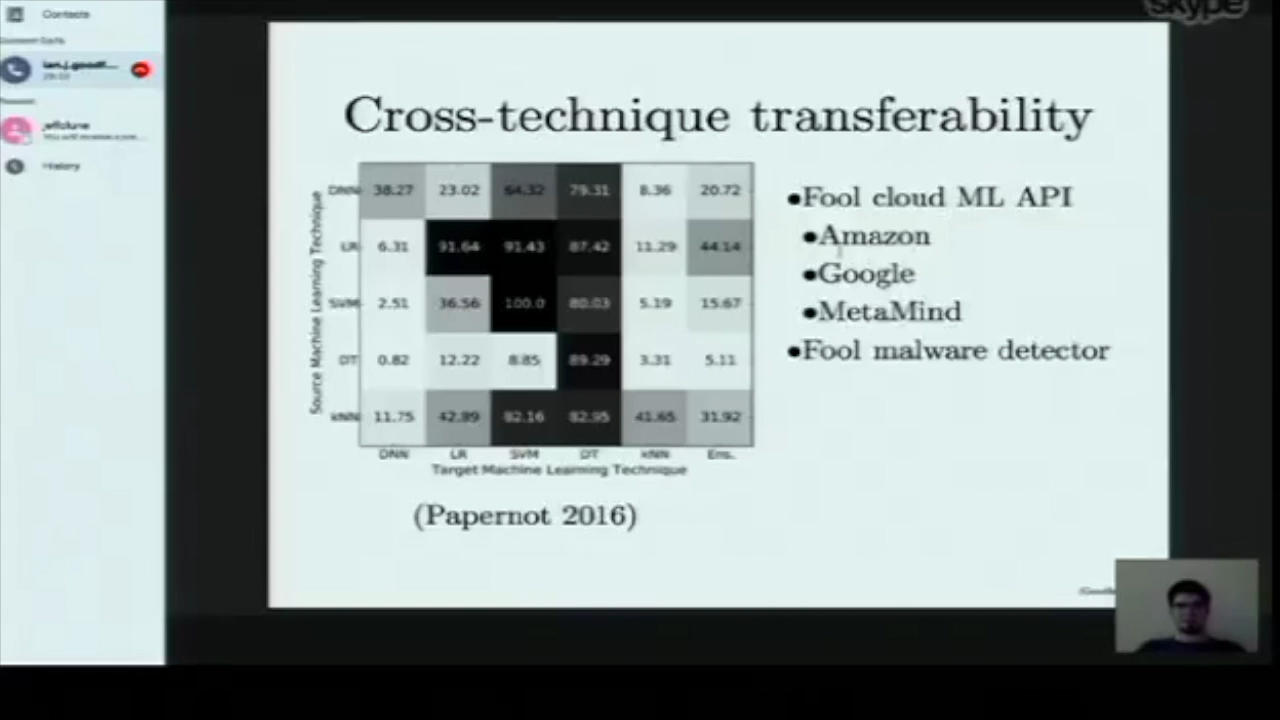 Contacts
Skype
ian.j.goodf...
jeffclune
History
Cross-technique transferability
Source Machine Learning Technique
DNN 38.27 23.02 64.32 79.31 8.36 20.72
LR 6.31 91.64 91.43 87.42 11.29 44.14
SVM 2.51 36.56 100.0 80.03 5.19 15.67
DT 0.82 12.22 8.85 89.29 3.31 5.11
kNN 11.75 42.89 82.16 82.95 41.65 31.92
DNN LR SVM DT kNN Ens.
Target Machine Learning Technique
(Papernot 2016)
•Fool cloud ML API
•Amazon
•Google
•MetaMind
•Fool malware detector